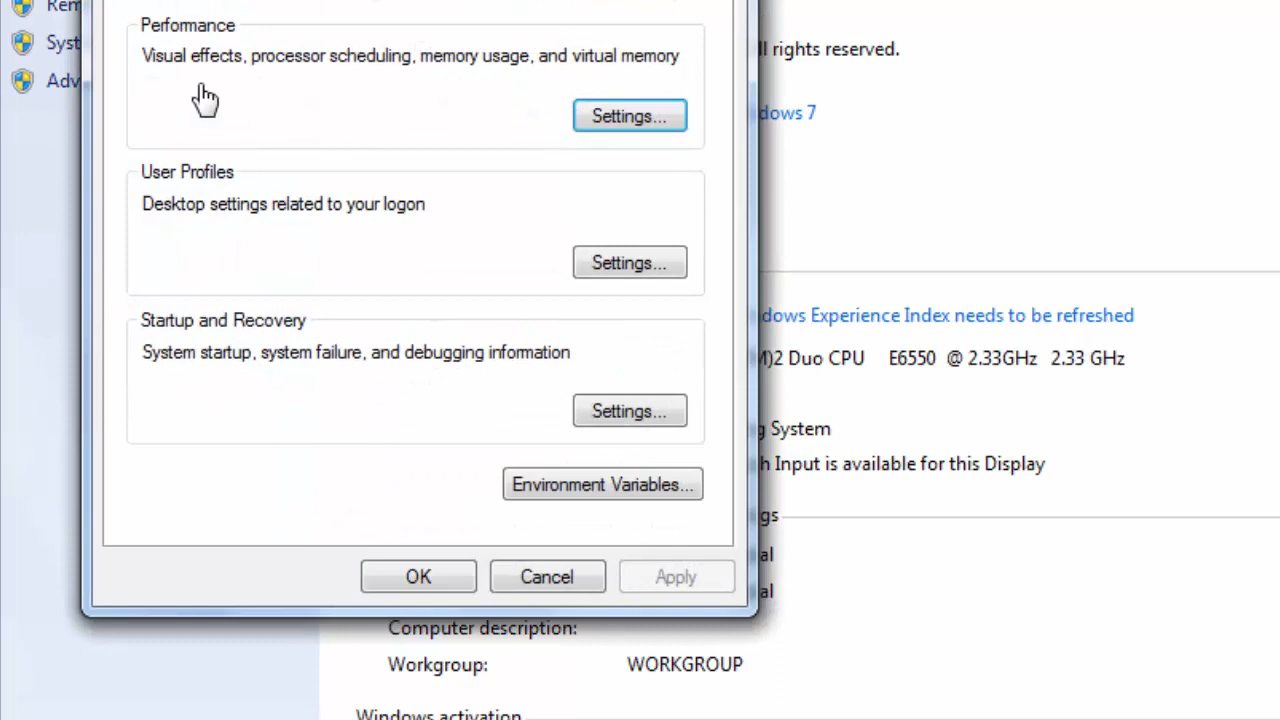 Rem
Syst
Adv
Performance
Visual effects, processor scheduling, memory usage, and virtual memory
Settings...
User Profiles
Desktop settings related to your logon
Settings...
Startup and Recovery
System startup, system failure, and debugging information
Settings...
Environment Variables...
OK Cancel Apply
ll rights reserved.
dows 7
dows Experience Index needs to be refreshed
M)2 Duo CPU E6550 @ 2.33GHz 2.33 GHz
g System
h Input is available for this Display
gs
al
al
Computer description:
Workgroup: WORKGROUP
Windows activation